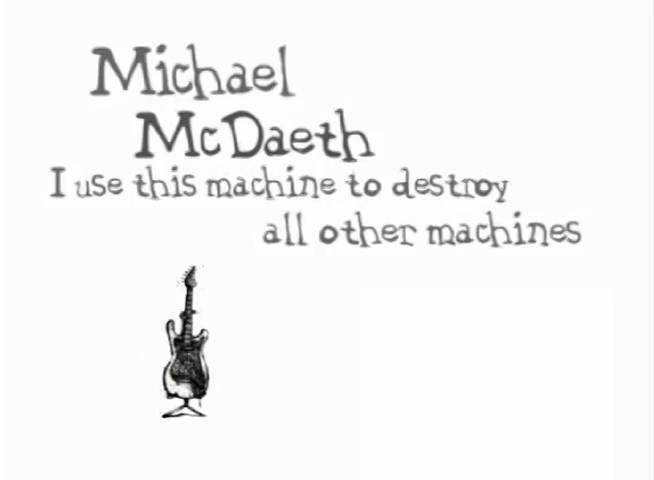 Michael
McDaeth
I use this machine to destroy
all other machines